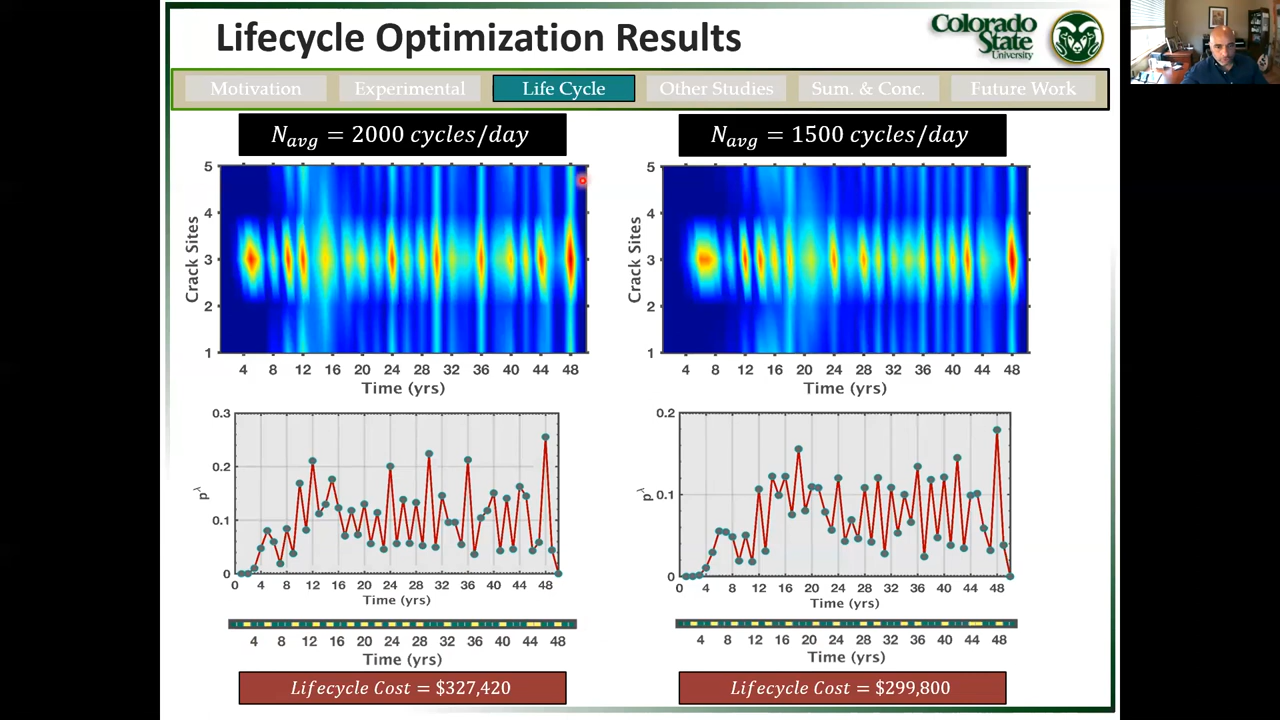 Lifecycle Optimization Results
Colorado
State
University
Motivation
Experimental
Life Cycle
Other Studies
Sum. & Conc.
Future Work
N_avg = 2000 cycles/day
N_avg = 1500 cycles/day
Crack Sites
5
4
3
2
1
4 8 12 16 20 24 28 32 36 40 44 48
Time (yrs)
Crack Sites
5
4
3
2
1
4 8 12 16 20 24 28 32 36 40 44 48
Time (yrs)
p^λ
0.3
0.2
0.1
0
0 4 8 12 16 20 24 28 32 36 40 44 48
Time (yrs)
p^λ
0.2
0.1
0
0 4 8 12 16 20 24 28 32 36 40 44 48
Time (yrs)
4 8 12 16 20 24 28 32 36 40 44 48
Time (yrs)
4 8 12 16 20 24 28 32 36 40 44 48
Time (yrs)
Lifecycle Cost = $327,420
Lifecycle Cost = $299,800